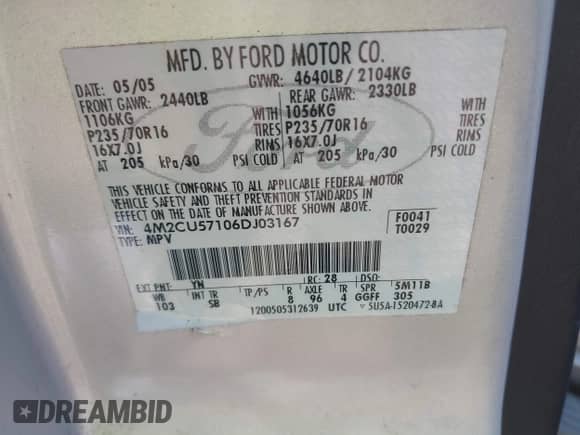 MFD. BY FORD MOTOR CO.
DATE: 05/05 GVWR: 4640LB/ 2104KG
FRONT GAWR: 2440LB REAR GAWR: 2330LB
1106KG WITH 1056KG WITH
P235/70R16 TIRES P235/70R16 TIRES
16X7.0J RIMS 16X7.0J RIMS
AT 205 kPa/30 PSI COLD AT 205 kPa/30 PSI COLD
THIS VEHICLE CONFORMS TO ALL APPLICABLE FEDERAL MOTOR
VEHICLE SAFETY AND THEFT PREVENTION STANDARDS IN
EFFECT ON THE DATE OF MANUFACTURE SHOWN ABOVE.
VIN: 4M2CU57106DJ03167 F0041
TYPE: MPV T0029
EXT PNT: YN RC: 28 DSO:
WB INT TR TP/PS R AXLE TR SPR 5M11B
103 5B 8 96 4 GGFF 305
1200505312639 UTC 5U5A-1520472-BA
Ford
DREAMBID